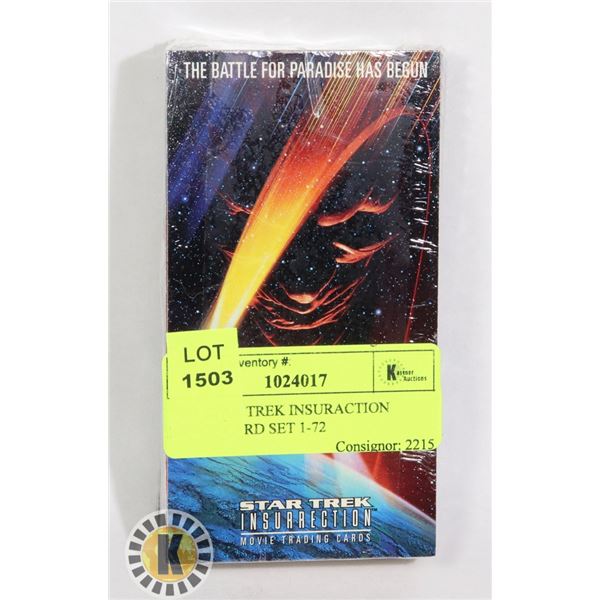 THE BATTLE FOR PARADISE HAS BEGUN
LOT
1503
ventory #:
1024017
Kastner
Auctions
TREK INSURACTION
RD SET 1-72
Consignor: 2215
STAR TREK
INSURRECTION
MOVIE TRADING CARDS
K